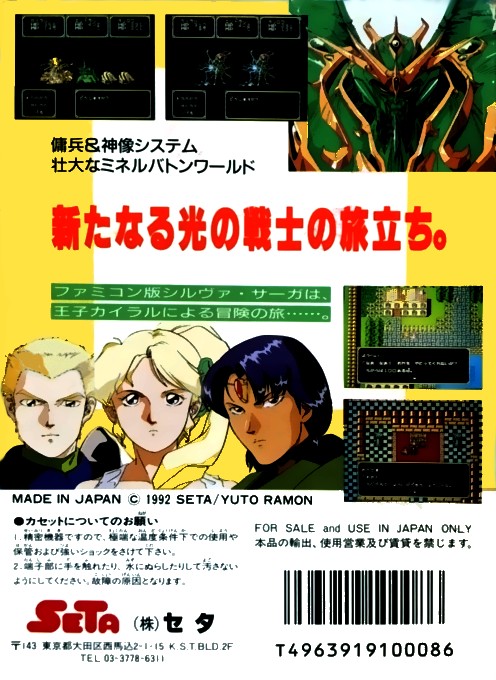 傭兵&神像システム
壮大なミネルバトンワールド
新たなる光の戦士の旅立ち。
ファミコン版シルヴァ・サーガは、
王子カイラルによる冒険の旅……。
MADE IN JAPAN © 1992 SETA/YUTO RAMON
●カセットについてのお願い
1.精密機器ですので、極端な温度条件下での使用や
保管および強いショックをさけて下さい。
2.端子部に手を触れたり、水にぬらしたりして汚さない
ようにしてください。故障の原因となります。
FOR SALE and USE IN JAPAN ONLY
本品の輸出、使用営業及び賃貸を禁じます。
SETA (株)セタ
〒143 東京都大田区西馬込2-1-15 K.S.T.BLD.2F
TEL 03-3778-6311
T4963919100086